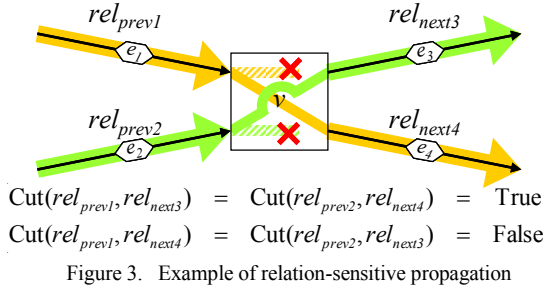 rel_prev1 rel_next3
e_1 e_3
v
rel_prev2 rel_next4
e_2 e_4
Cut(rel_prev1, rel_next3) = Cut(rel_prev2, rel_next4) = True
Cut(rel_prev1, rel_next4) = Cut(rel_prev2, rel_next3) = False
Figure 3. Example of relation-sensitive propagation